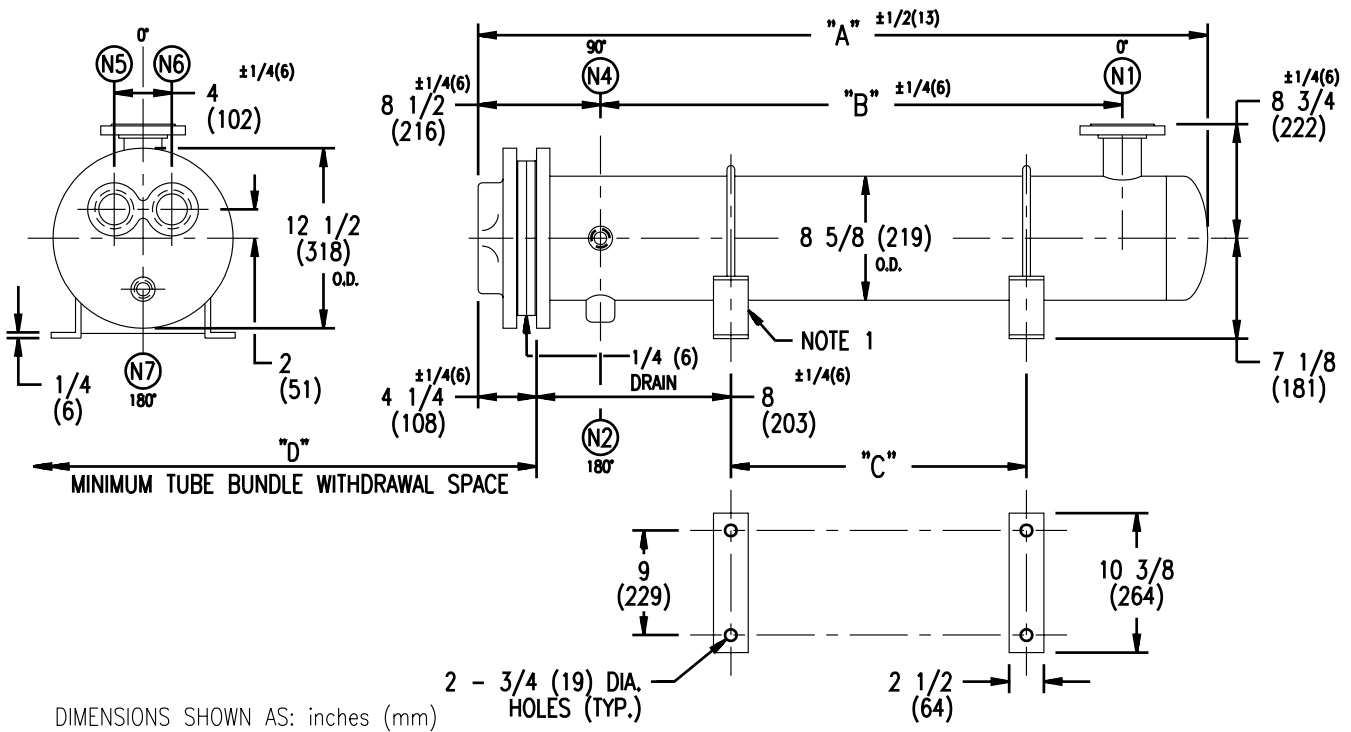 0°
N5
N6
±1/4(6)
4
(102)
12 1/2
(318)
O.D.
1/4
(6)
N7
180°
2
(51)
"A" ±1/2(13)
90°
N4
0°
N1
±1/4(6)
8 1/2
(216)
"B" ±1/4(6)
±1/4(6)
8 3/4
(222)
8 5/8 (219)
O.D.
NOTE 1
1/4 (6)
DRAIN
±1/4(6)
4 1/4
(108)
±1/4(6)
8
(203)
7 1/8
(181)
N2
180°
"D"
MINIMUM TUBE BUNDLE WITHDRAWAL SPACE
"C"
9
(229)
10 3/8
(264)
2 - 3/4 (19) DIA.
HOLES (TYP.)
2 1/2
(64)
DIMENSIONS SHOWN AS: inches (mm)